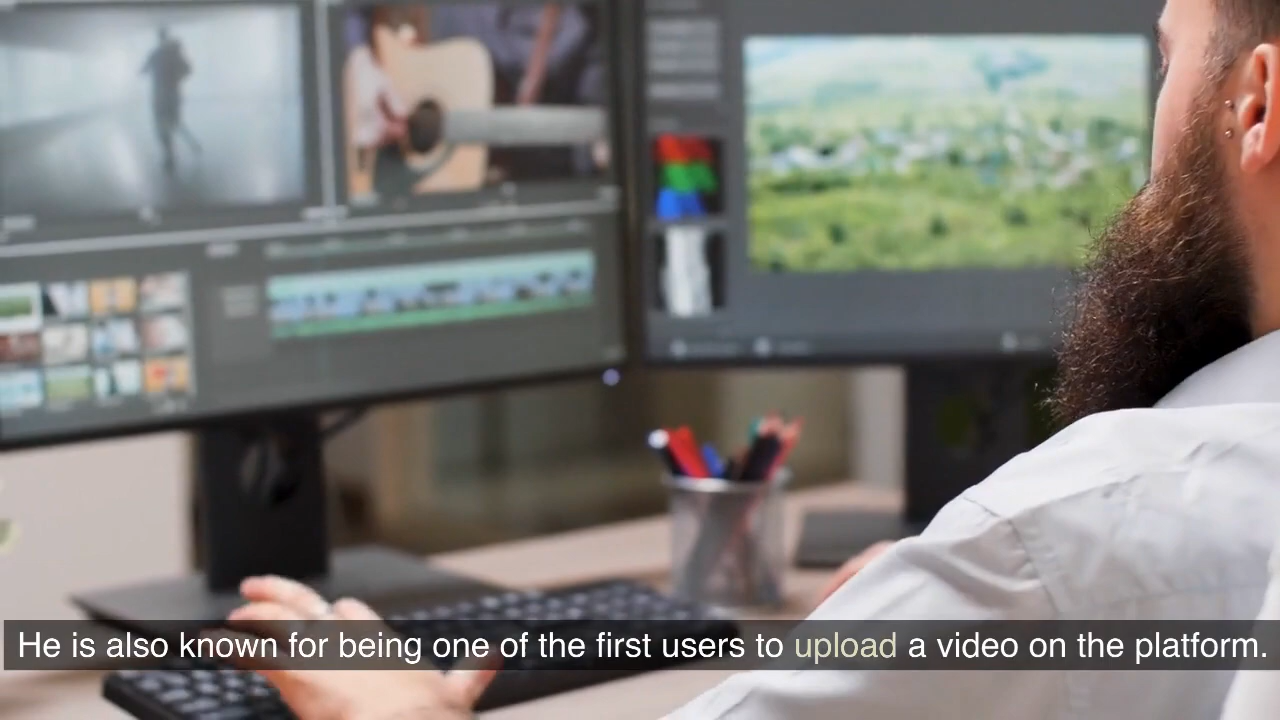 He is also known for being one of the first users to upload a video on the platform.